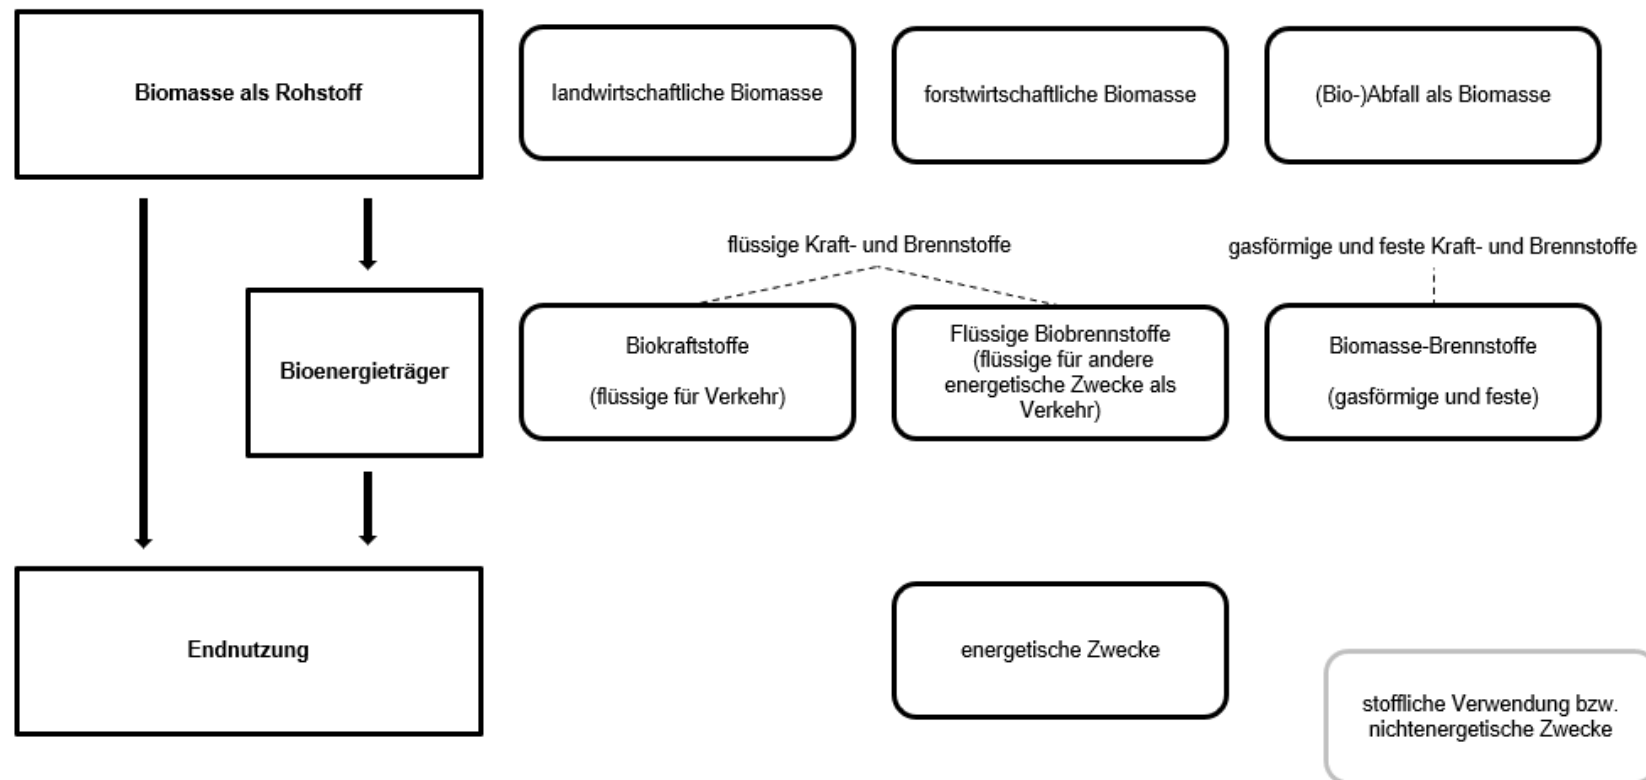 Biomasse als Rohstoff
landwirtschaftliche Biomasse
forstwirtschaftliche Biomasse
(Bio-)Abfall als Biomasse
flüssige Kraft- und Brennstoffe
gasförmige und feste Kraft- und Brennstoffe
Bioenergieträger
Biokraftstoffe
(flüssige für Verkehr)
Flüssige Biobrennstoffe
(flüssige für andere
energetische Zwecke als
Verkehr)
Biomasse-Brennstoffe
(gasförmige und feste)
Endnutzung
energetische Zwecke
stoffliche Verwendung bzw.
nichtenergetische Zwecke